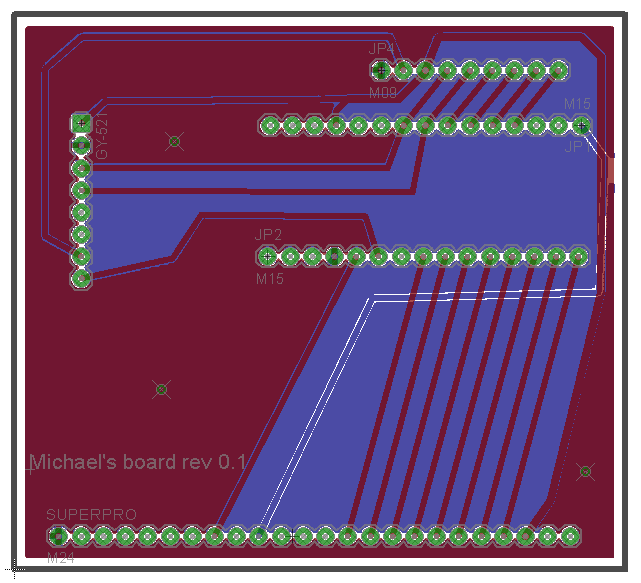 JP4
M09
M15
GY-521
JP
JP2
M15
Michael's board rev 0.1
SUPERPRO
M24